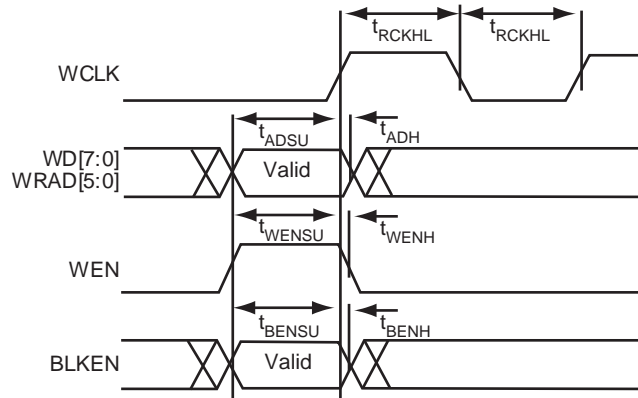 tRCKHL tRCKHL
WCLK
tADSU tADH
WD[7:0]
WRAD[5:0]
Valid
tWENSU tWENH
WEN
tBENSU tBENH
BLKEN
Valid